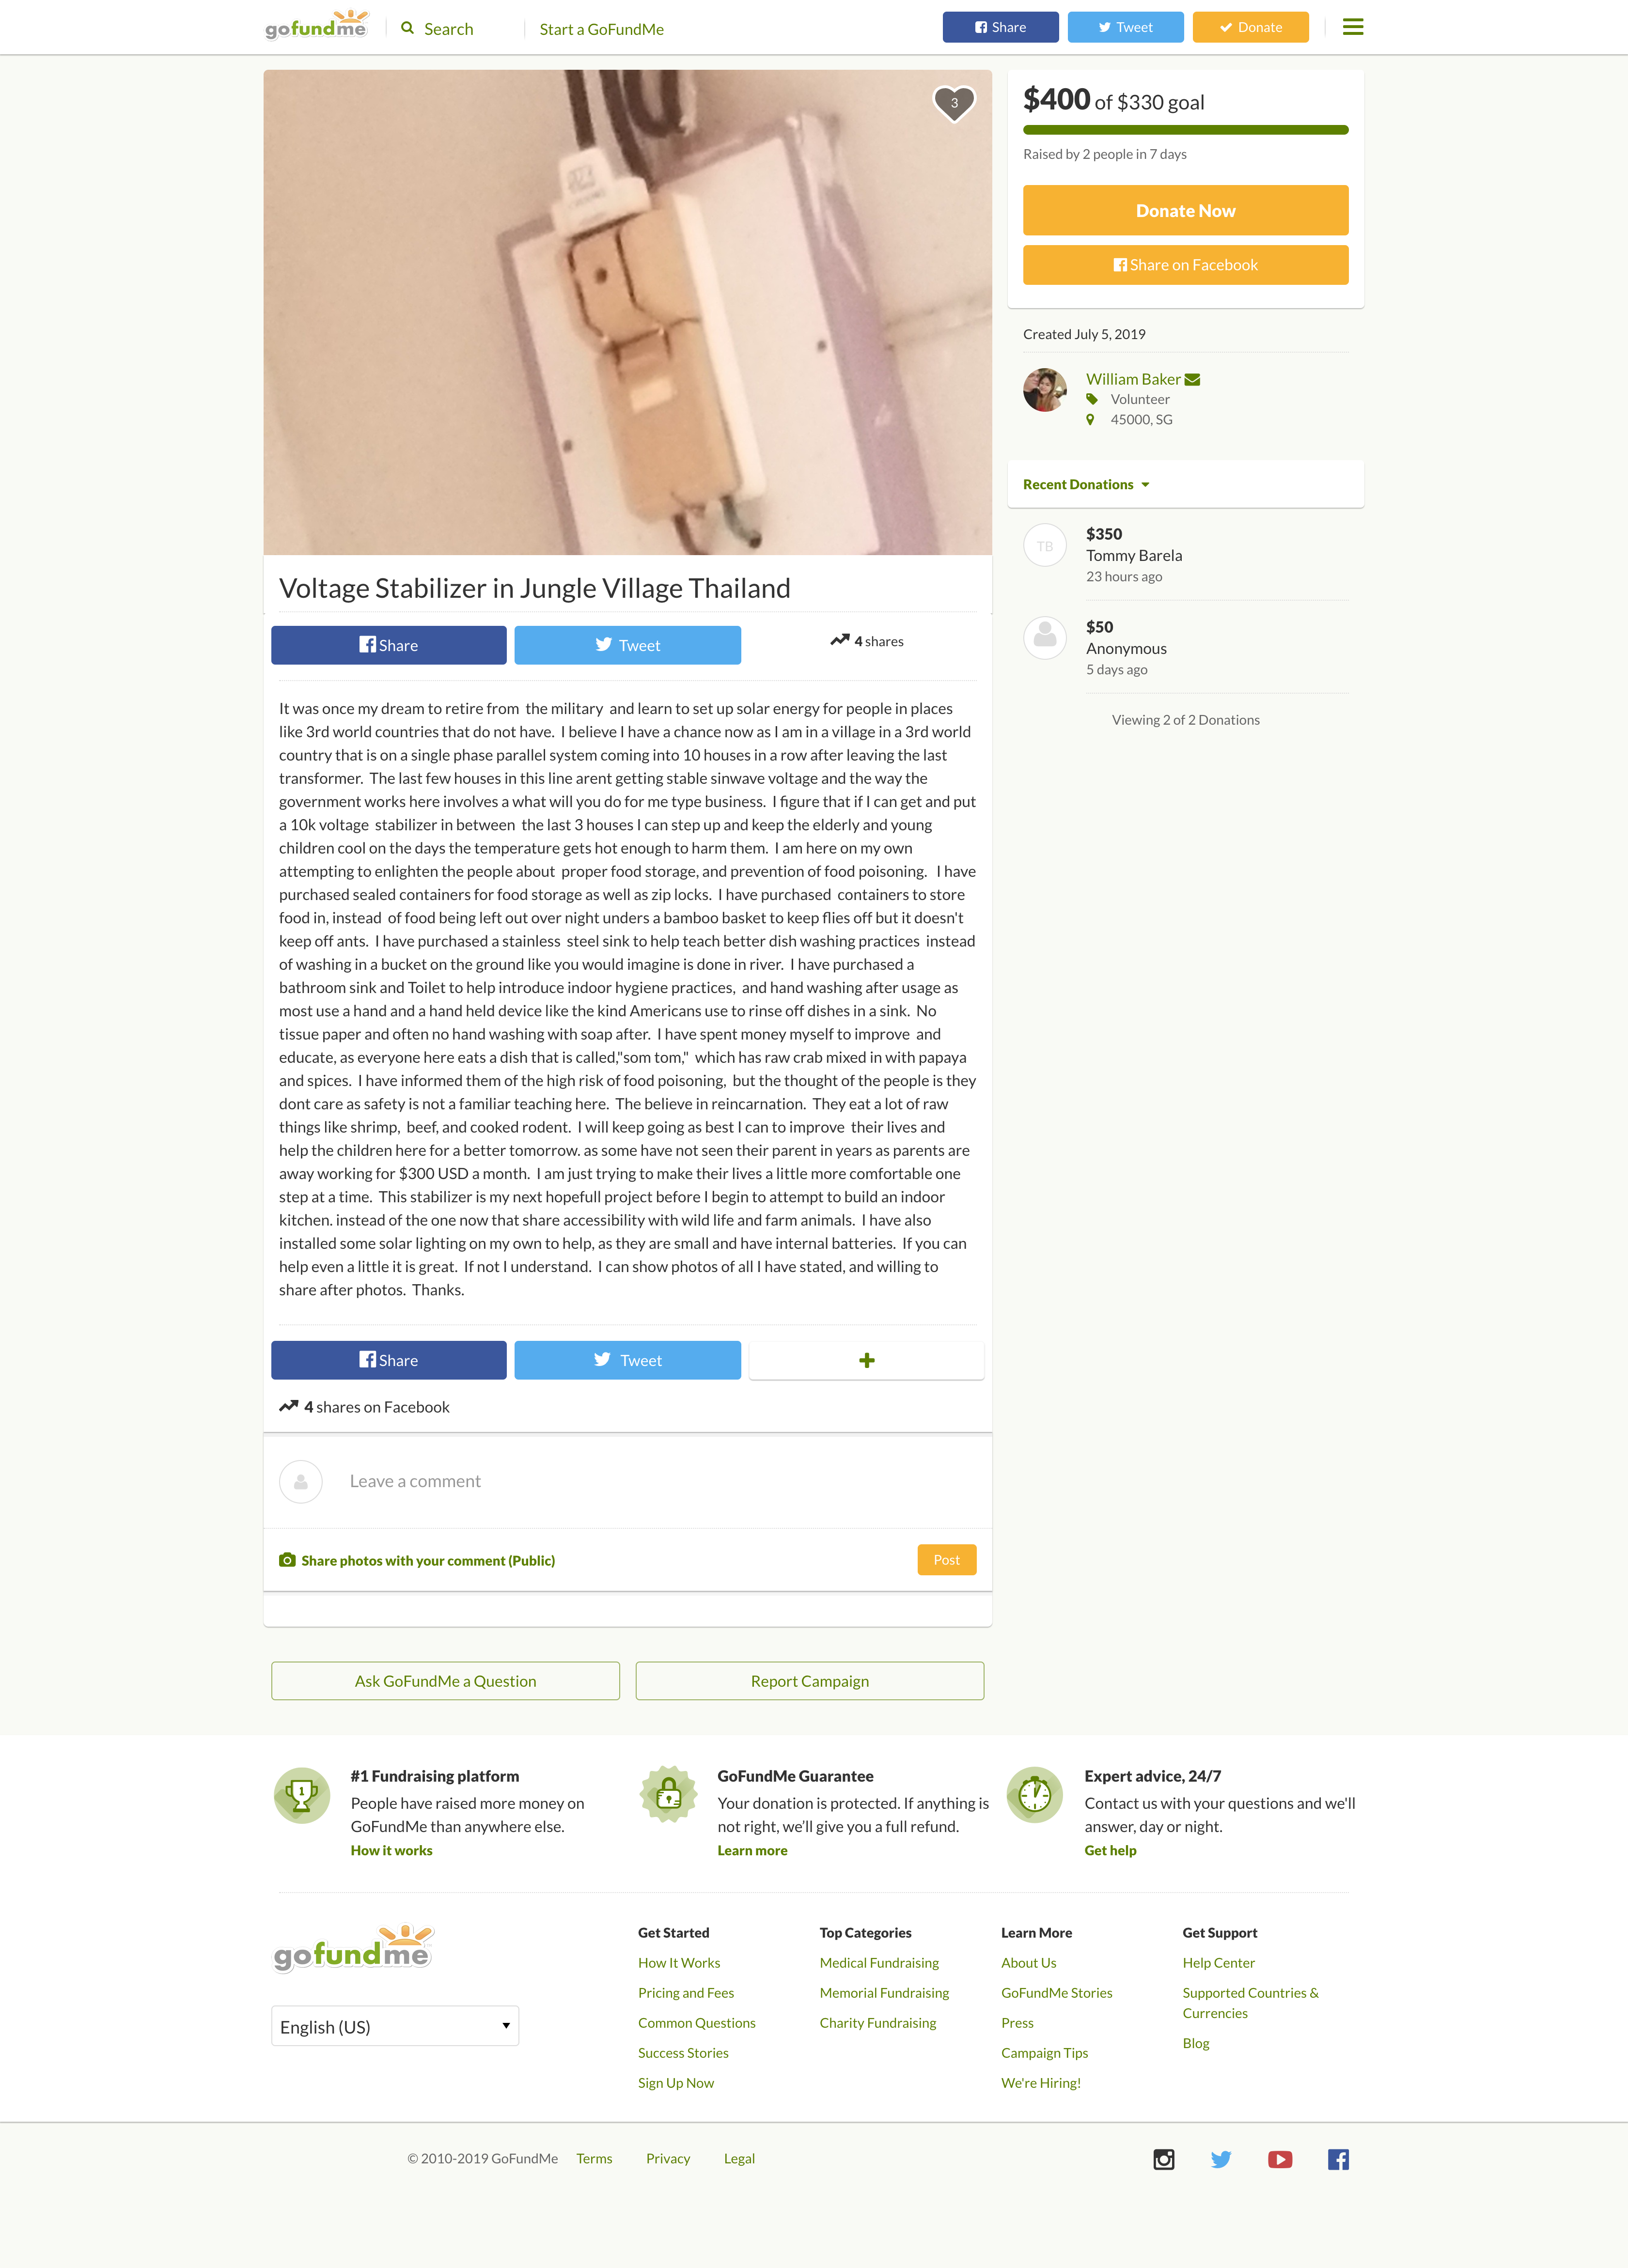 gofundme
Search
Start a GoFundMe
Share
Tweet
Donate
3
$400 of $330 goal
Raised by 2 people in 7 days
Donate Now
Share on Facebook
Created July 5, 2019
William Baker
Volunteer
45000, SG
Recent Donations
TB
$350
Tommy Barela
23 hours ago
$50
Anonymous
5 days ago
Viewing 2 of 2 Donations
Voltage Stabilizer in Jungle Village Thailand
Share
Tweet
4 shares
It was once my dream to retire from  the military  and learn to set up solar energy for people in places
like 3rd world countries that do not have.  I believe I have a chance now as I am in a village in a 3rd world
country that is on a single phase parallel system coming into 10 houses in a row after leaving the last
transformer.  The last few houses in this line arent getting stable sinwave voltage and the way the
government works here involves a what will you do for me type business.  I figure that if I can get and put
a 10k voltage  stabilizer in between  the last 3 houses I can step up and keep the elderly and young
children cool on the days the temperature gets hot enough to harm them.  I am here on my own
attempting to enlighten the people about  proper food storage, and prevention of food poisoning.   I have
purchased sealed containers for food storage as well as zip locks.  I have purchased  containers to store
food in, instead  of food being left out over night unders a bamboo basket to keep flies off but it doesn't
keep off ants.  I have purchased a stainless  steel sink to help teach better dish washing practices  instead
of washing in a bucket on the ground like you would imagine is done in river.  I have purchased a
bathroom sink and Toilet to help introduce indoor hygiene practices,  and hand washing after usage as
most use a hand and a hand held device like the kind Americans use to rinse off dishes in a sink.  No
tissue paper and often no hand washing with soap after.  I have spent money myself to improve  and
educate, as everyone here eats a dish that is called,"som tom,"  which has raw crab mixed in with papaya
and spices.  I have informed them of the high risk of food poisoning,  but the thought of the people is they
dont care as safety is not a familiar teaching here.  The believe in reincarnation.  They eat a lot of raw
things like shrimp,  beef, and cooked rodent.  I will keep going as best I can to improve  their lives and
help the children here for a better tomorrow. as some have not seen their parent in years as parents are
away working for $300 USD a month.  I am just trying to make their lives a little more comfortable one
step at a time.  This stabilizer is my next hopefull project before I begin to attempt to build an indoor
kitchen. instead of the one now that share accessibility with wild life and farm animals.  I have also
installed some solar lighting on my own to help, as they are small and have internal batteries.  If you can
help even a little it is great.  If not I understand.  I can show photos of all I have stated, and willing to
share after photos.  Thanks.
Share
Tweet
4 shares on Facebook
Leave a comment
Share photos with your comment (Public)
Post
Ask GoFundMe a Question
Report Campaign
1
#1 Fundraising platform
People have raised more money on
GoFundMe than anywhere else.
How it works
GoFundMe Guarantee
Your donation is protected. If anything is
not right, we'll give you a full refund.
Learn more
Expert advice, 24/7
Contact us with your questions and we'll
answer, day or night.
Get help
gofundme
English (US)
Get Started
How It Works
Pricing and Fees
Common Questions
Success Stories
Sign Up Now
Top Categories
Medical Fundraising
Memorial Fundraising
Charity Fundraising
Learn More
About Us
GoFundMe Stories
Press
Campaign Tips
We're Hiring!
Get Support
Help Center
Supported Countries &
Currencies
Blog
© 2010-2019 GoFundMe
Terms
Privacy
Legal